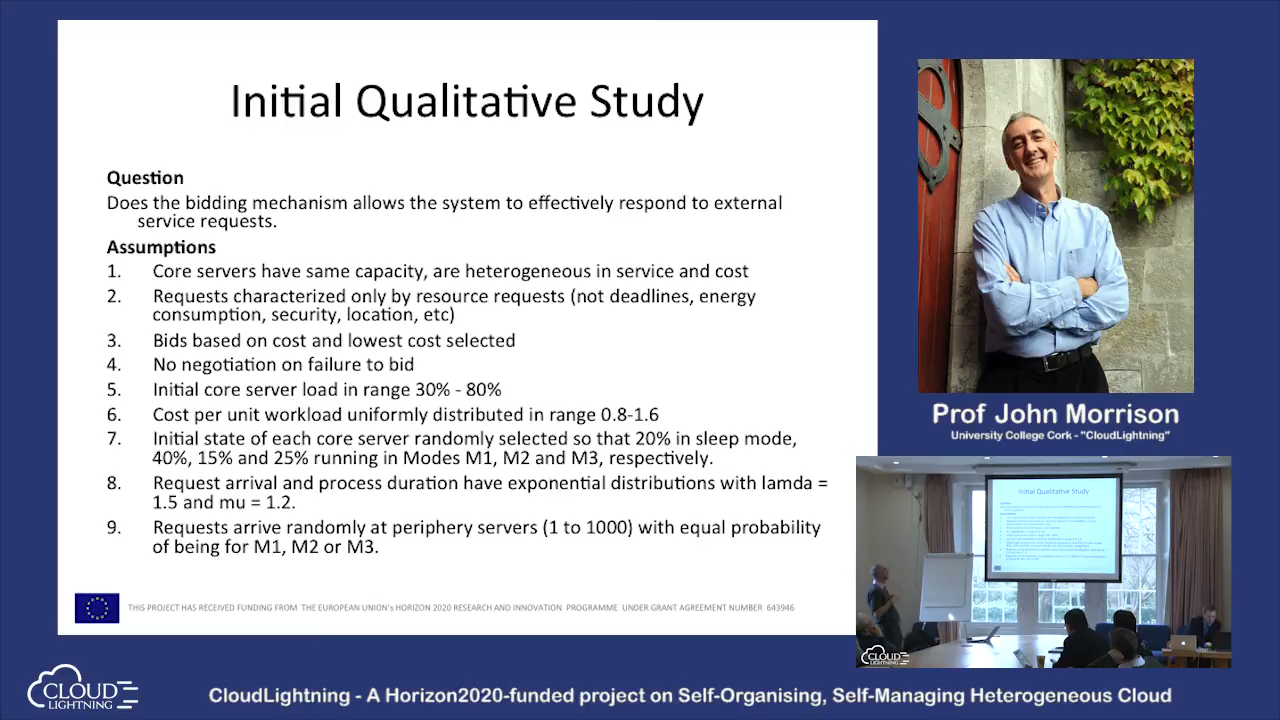 Initial Qualitative Study
Question
Does the bidding mechanism allows the system to effectively respond to external
service requests.
Assumptions
1. Core servers have same capacity, are heterogeneous in service and cost
2. Requests characterized only by resource requests (not deadlines, energy
consumption, security, location, etc)
3. Bids based on cost and lowest cost selected
4. No negotiation on failure to bid
5. Initial core server load in range 30% - 80%
6. Cost per unit workload uniformly distributed in range 0.8-1.6
7. Initial state of each core server randomly selected so that 20% in sleep mode,
40%, 15% and 25% running in Modes M1, M2 and M3, respectively.
8. Request arrival and process duration have exponential distributions with lamda =
1.5 and mu = 1.2.
9. Requests arrive randomly at periphery servers (1 to 1000) with equal probability
of being for M1, M2 or M3.
THIS PROJECT HAS RECEIVED FUNDING FROM THE EUROPEAN UNION's HORIZON 2020 RESEARCH AND INNOVATION PROGRAMME UNDER GRANT AGREEMENT NUMBER 643946
Prof John Morrison
University College Cork - "CloudLightning"
Initial Qualitative Study
CLOUD
LIGHTNING
CLOUD
LIGHTNING
CloudLightning - A Horizon2020-funded project on Self-Organising, Self-Managing Heterogeneous Cloud